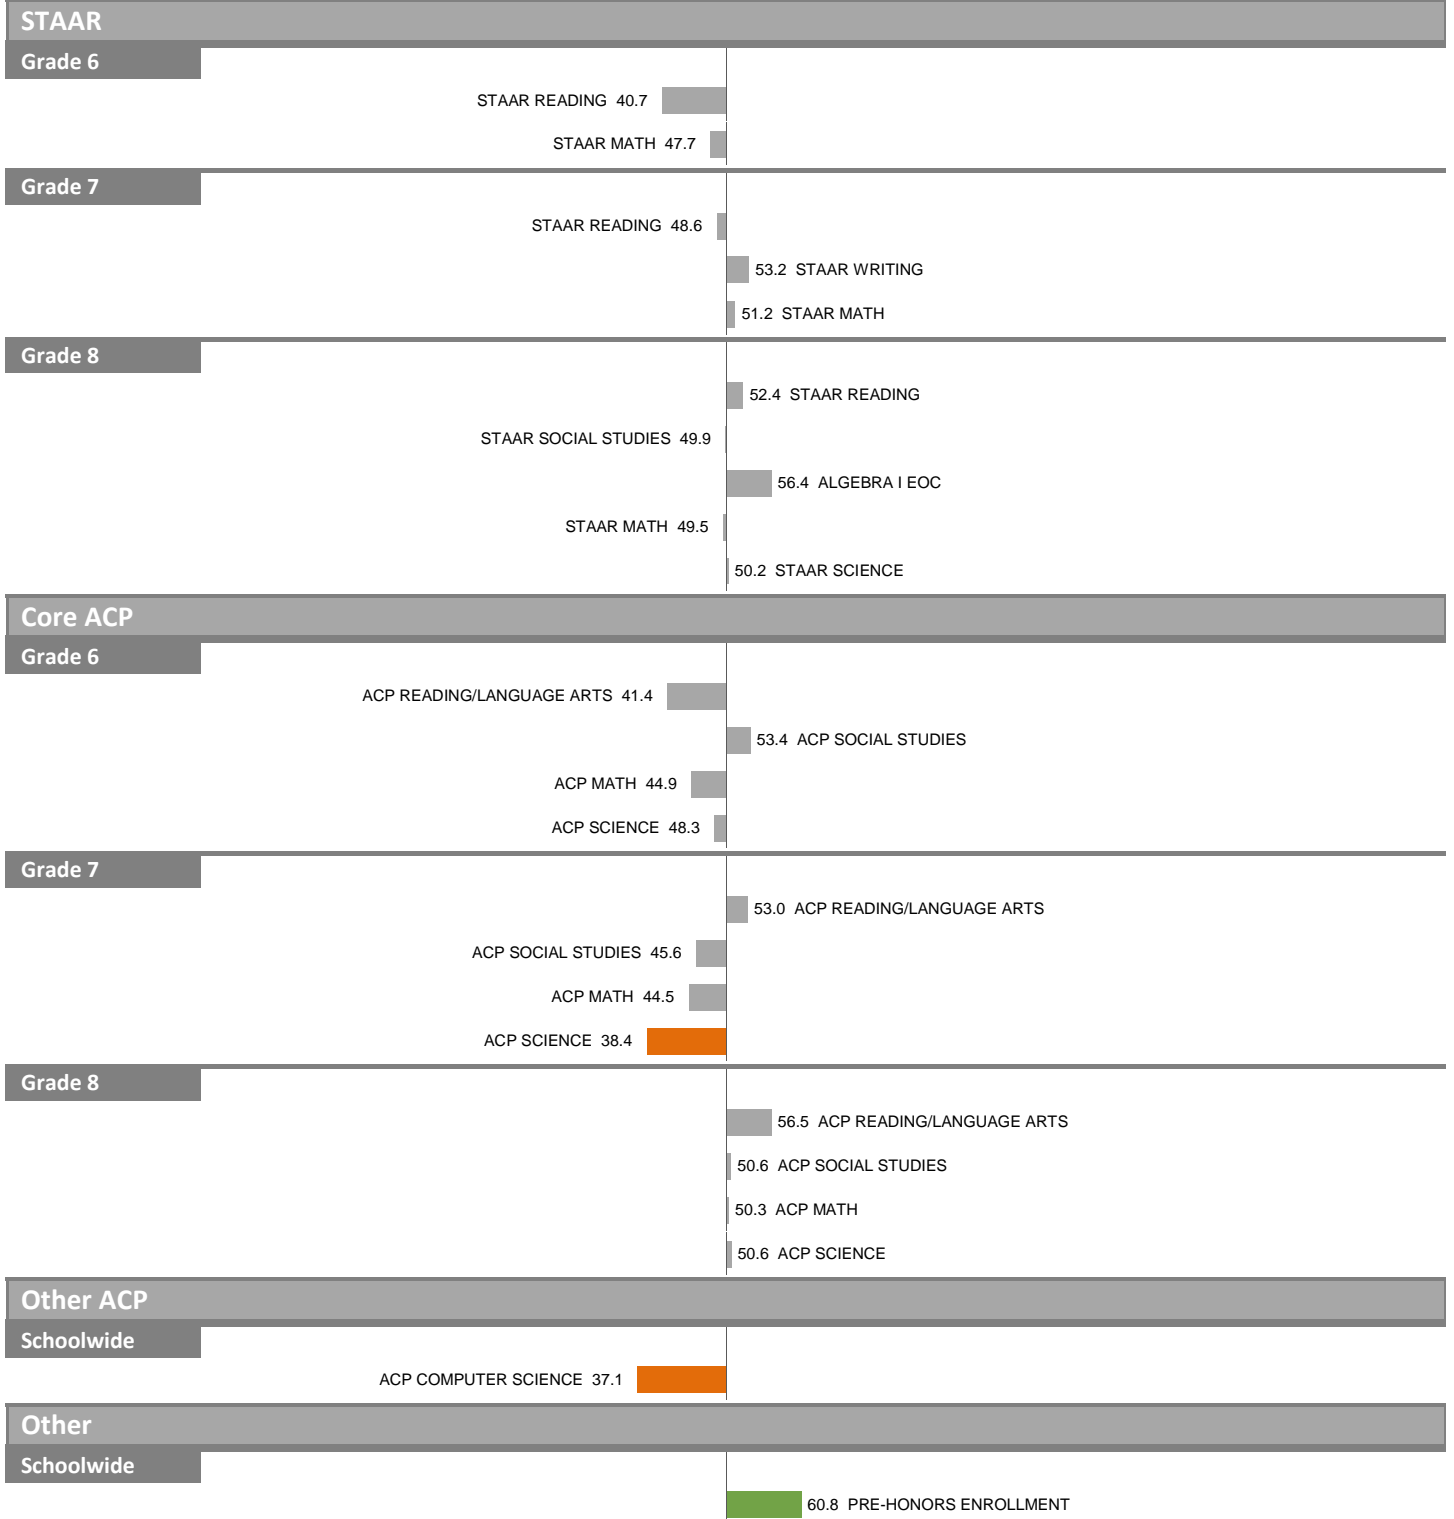 STAAR
Grade 6
STAAR READING 40.7
STAAR MATH 47.7
Grade 7
STAAR READING 48.6
53.2 STAAR WRITING
51.2 STAAR MATH
Grade 8
52.4 STAAR READING
STAAR SOCIAL STUDIES 49.9
56.4 ALGEBRA I EOC
STAAR MATH 49.5
50.2 STAAR SCIENCE
Core ACP
Grade 6
ACP READING/LANGUAGE ARTS 41.4
53.4 ACP SOCIAL STUDIES
ACP MATH 44.9
ACP SCIENCE 48.3
Grade 7
53.0 ACP READING/LANGUAGE ARTS
ACP SOCIAL STUDIES 45.6
ACP MATH 44.5
ACP SCIENCE 38.4
Grade 8
56.5 ACP READING/LANGUAGE ARTS
50.6 ACP SOCIAL STUDIES
50.3 ACP MATH
50.6 ACP SCIENCE
Other ACP
Schoolwide
ACP COMPUTER SCIENCE 37.1
Other
Schoolwide
60.8 PRE-HONORS ENROLLMENT